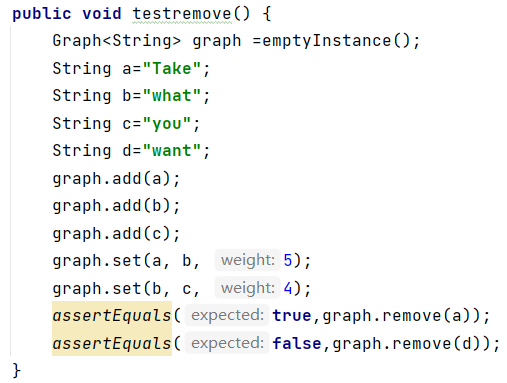 public void testremove() {
    Graph<String> graph =emptyInstance();
    String a="Take";
    String b="what";
    String c="you";
    String d="want";
    graph.add(a);
    graph.add(b);
    graph.add(c);
    graph.set(a, b, weight: 5);
    graph.set(b, c, weight: 4);
    assertEquals( expected: true,graph.remove(a));
    assertEquals( expected: false,graph.remove(d));
}